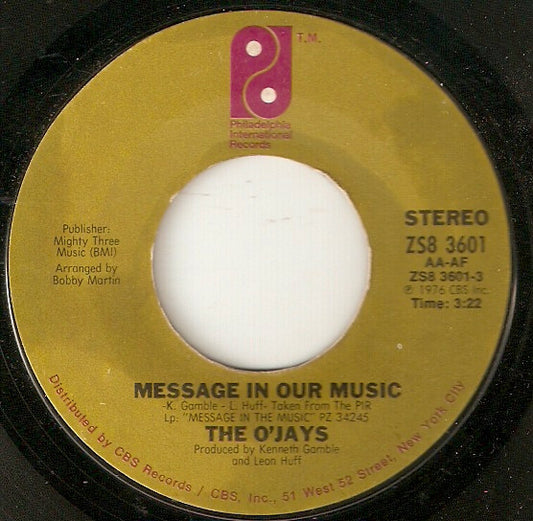 T.M.
Philadelphia
International
Records
Publisher:
Mighty Three
Music (BMI)
Arranged by
Bobby Martin
STEREO
ZS8 3601
AA-AF
ZS8 3601-3
℗ 1976 CBS Inc.
Time: 3:22
MESSAGE IN OUR MUSIC
-K. Gamble - L. Huff- Taken From The PIR
Lp: "MESSAGE IN THE MUSIC" PZ 34245
THE O'JAYS
Produced by Kenneth Gamble
and Leon Huff
Distributed by CBS Records / CBS, Inc., 51 West 52 Street, New York City